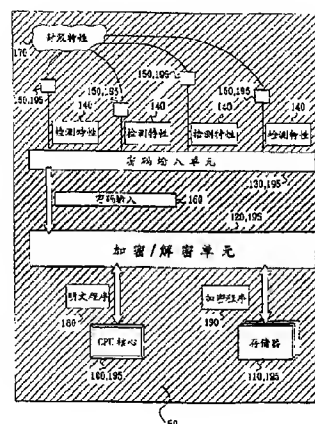 封装特性
170
150,195
150,195
150,195
150,195
140
140
140
140
检测特性
检测特性
检测特性
检测特性
密码输入单元
130,195
密码输入
160
120,195
加密/解密单元
明文程序
加密程序
180
190
CPU 核心
存储器
100,195
110,195
50